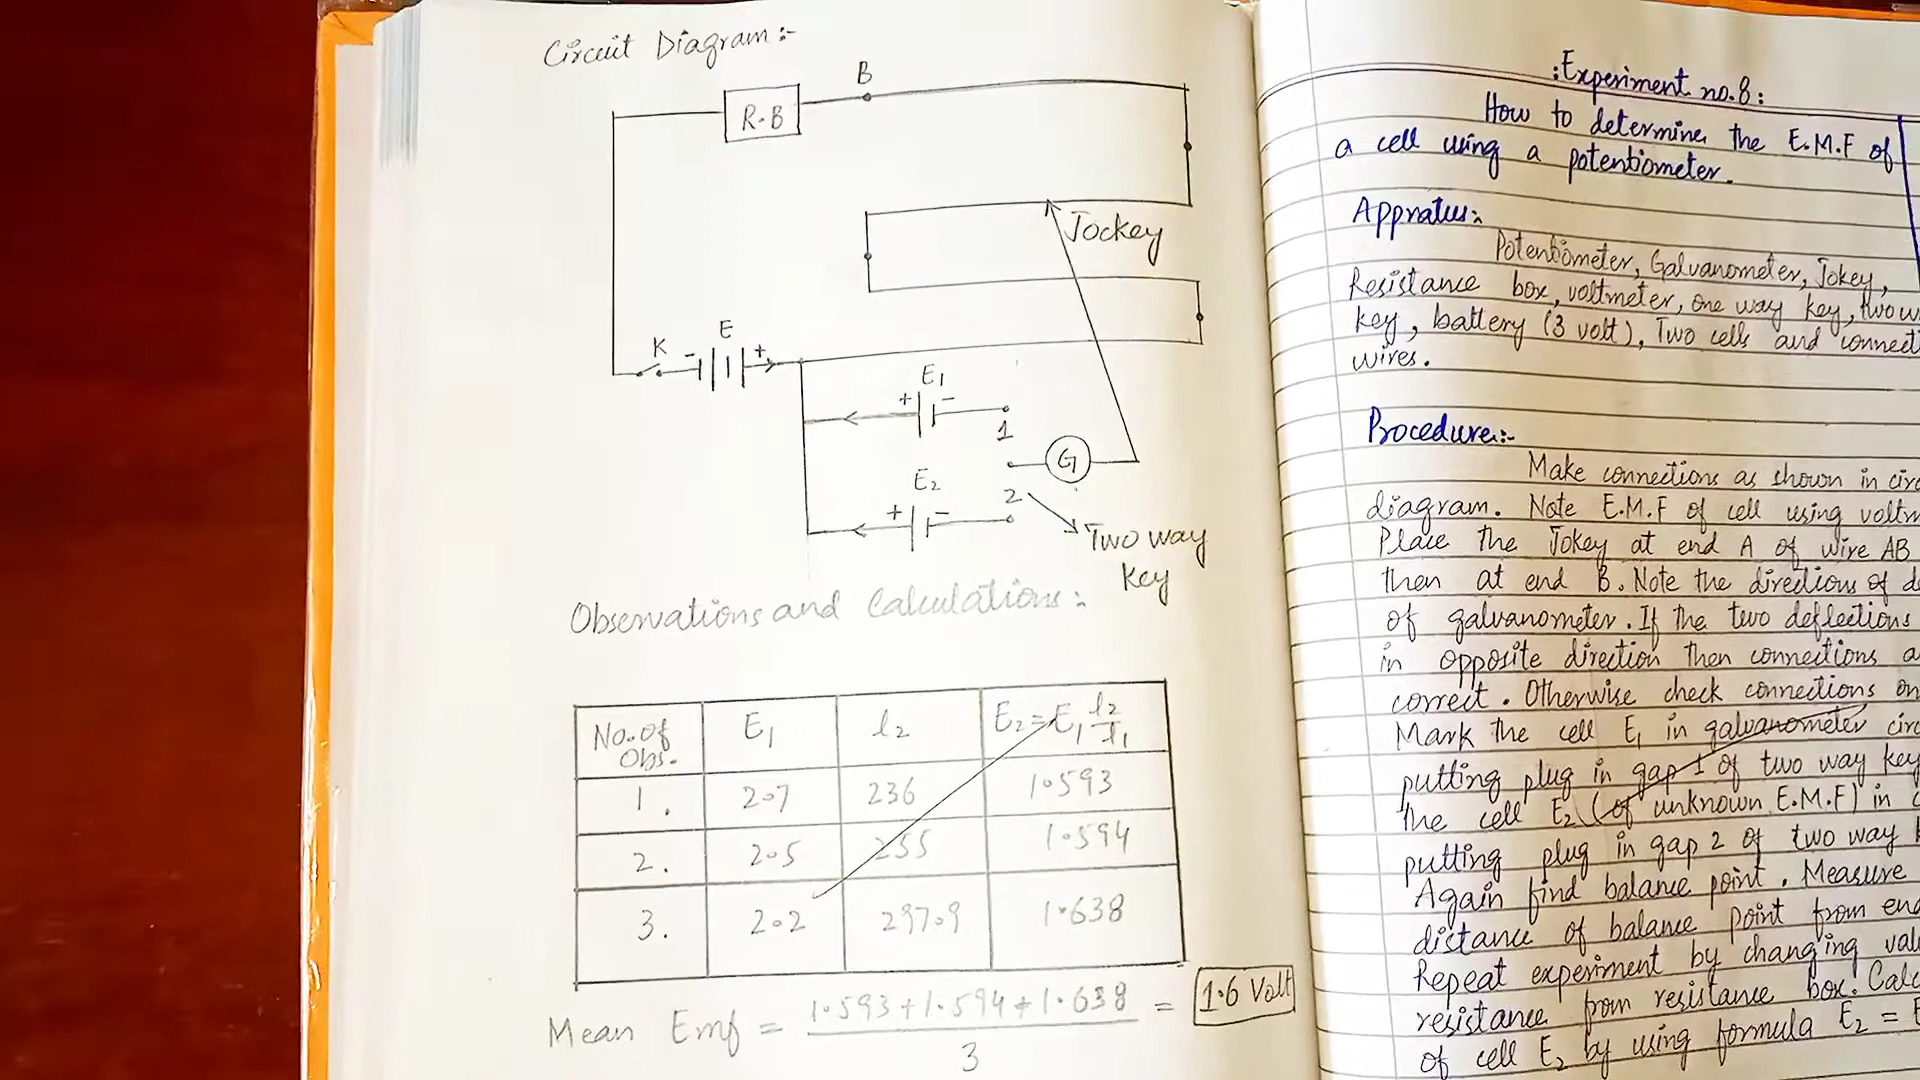 Circuit Diagram :-
B
R.B
Jockey
K - E +
E1
+ -
1
G
E2
2
+ -
Two way
Key
Observations and Calculations :
No. of Obs. E1 l2 E2 = E1 l2/l1
1. 2.07 236 1.593
2. 2.05 255 1.594
3. 2.02 297.9 1.638
Mean Emf = 1.593 + 1.594 + 1.638 / 3 = 1.6 Volt
:Experiment no. 8:
How to determine the E.M.F of
a cell using a potentiometer.
Appratus:
Potentiometer, Galvanometer, Jokey,
Resistance box, voltmeter, one way key, two
key, battery (3 volt), Two cells and
wires.
Procedure:-
Make connections as shown in
diagram. Note E.M.F of cell using
Place the Jokey at end A of wire AB
then at end B. Note the directions of
of galvanometer. If the two deflections
in opposite direction then connections
correct. Otherwise check connections
Mark the cell E1 in galvanometer
putting plug in gap 1 of two way key
the cell E2 (of unknown E.M.F) in
putting plug in gap 2 of two way
Again find balance point. Measure
distance of balance point from
Repeat experiment by changing
resistance from resistance box.
of cell E2 by using formula E2 =